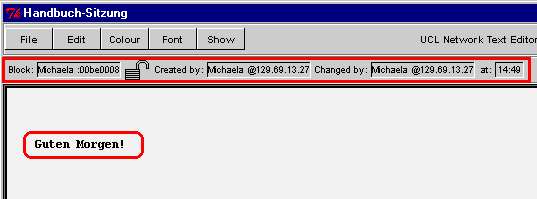 Handbuch-Sitzung
File Edit Colour Font Show UCL Network Text Editor
Block: Michaela :00be0008 Created by: Michaela @129.69.13.27 Changed by: Michaela @129.69.13.27 at: 14:49
Guten Morgen!